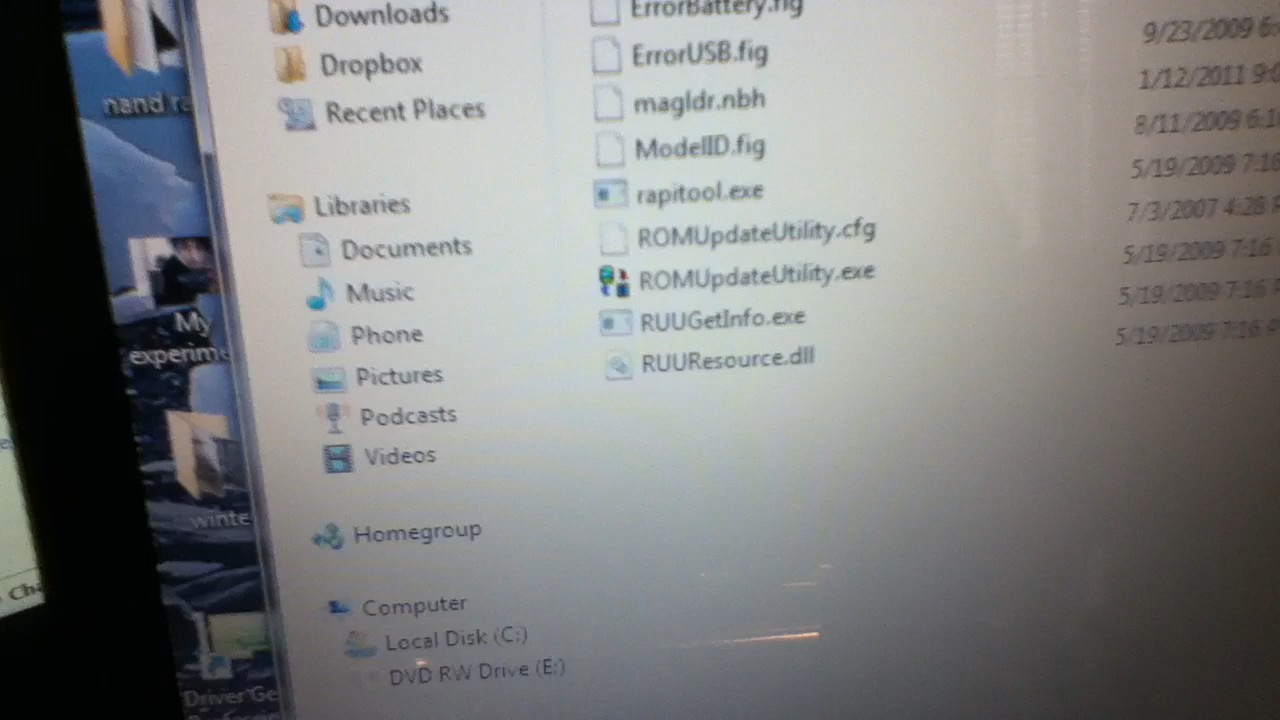 Downloads
Dropbox
Recent Places
Libraries
Documents
Music
Phone
Pictures
Podcasts
Videos
Homegroup
Computer
Local Disk (C:)
DVD RW Drive (E:)
ErrorBattery.fig
ErrorUSB.fig
magldr.nbh
ModelID.fig
rapitool.exe
ROMUpdateUtility.cfg
ROMUpdateUtility.exe
RUUGetInfo.exe
RUUResource.dll
9/23/2009 6:
1/12/2011 9:0
8/11/2009 6:1
5/19/2009 7:16
7/3/2007 4:28
5/19/2009 7:16
5/19/2009 7:16
5/19/2009 7:16
nand
My
experime
winte
Driver Ge